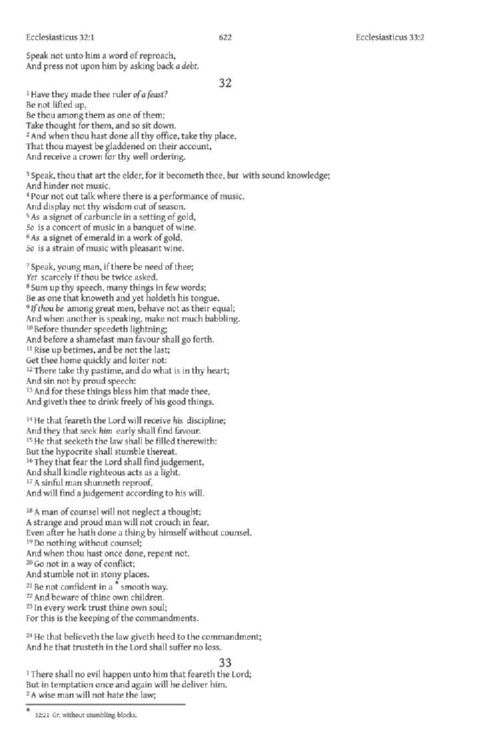 Ecclesiasticus 32:1 622 Ecclesiasticus 33:2
Speak not unto him a word of reproach,
And press not upon him by asking back a debt.
32
1 Have they made thee ruler of a feast?
Be not lifted up,
Be thou among them as one of them;
Take thought for them, and so sit down.
2 And when thou hast done all thy office, take thy place,
That thou mayest be gladdened on their account,
And receive a crown for thy well ordering.
3 Speak, thou that art the elder, for it becometh thee, but with sound knowledge;
And hinder not music.
4 Pour not out talk where there is a performance of music,
And display not thy wisdom out of season.
5 As a signet of carbuncle in a setting of gold,
So is a concert of music in a banquet of wine.
6 As a signet of emerald in a work of gold,
So is a strain of music with pleasant wine.
7 Speak, young man, if there be need of thee;
Yet scarcely if thou be twice asked.
8 Sum up thy speech, many things in few words;
Be as one that knoweth and yet holdeth his tongue.
9 If thou be among great men, behave not as their equal;
And when another is speaking, make not much babbling.
10 Before thunder speedeth lightning;
And before a shamefast man favour shall go forth.
11 Rise up betimes, and be not the last;
Get thee home quickly and loiter not:
12 There take thy pastime, and do what is in thy heart;
And sin not by proud speech:
13 And for these things bless him that made thee,
And giveth thee to drink freely of his good things.
14 He that feareth the Lord will receive his discipline;
And they that seek him early shall find favour.
15 He that seeketh the law shall be filled therewith:
But the hypocrite shall stumble thereat.
16 They that fear the Lord shall find judgement,
And shall kindle righteous acts as a light.
17 A sinful man shunneth reproof,
And will find a judgement according to his will.
18 A man of counsel will not neglect a thought;
A strange and proud man will not crouch in fear,
Even after he hath done a thing by himself without counsel.
19 Do nothing without counsel;
And when thou hast once done, repent not.
20 Go not in a way of conflict;
And stumble not in stony places.
21 Be not confident in a * smooth way.
22 And beware of thine own children.
23 In every work trust thine own soul;
For this is the keeping of the commandments.
24 He that believeth the law giveth heed to the commandment;
And he that trusteth in the Lord shall suffer no loss.
33
1 There shall no evil happen unto him that feareth the Lord;
But in temptation once and again will he deliver him.
2 A wise man will not hate the law;
* 32:21 Gr. without stumbling-blocks.